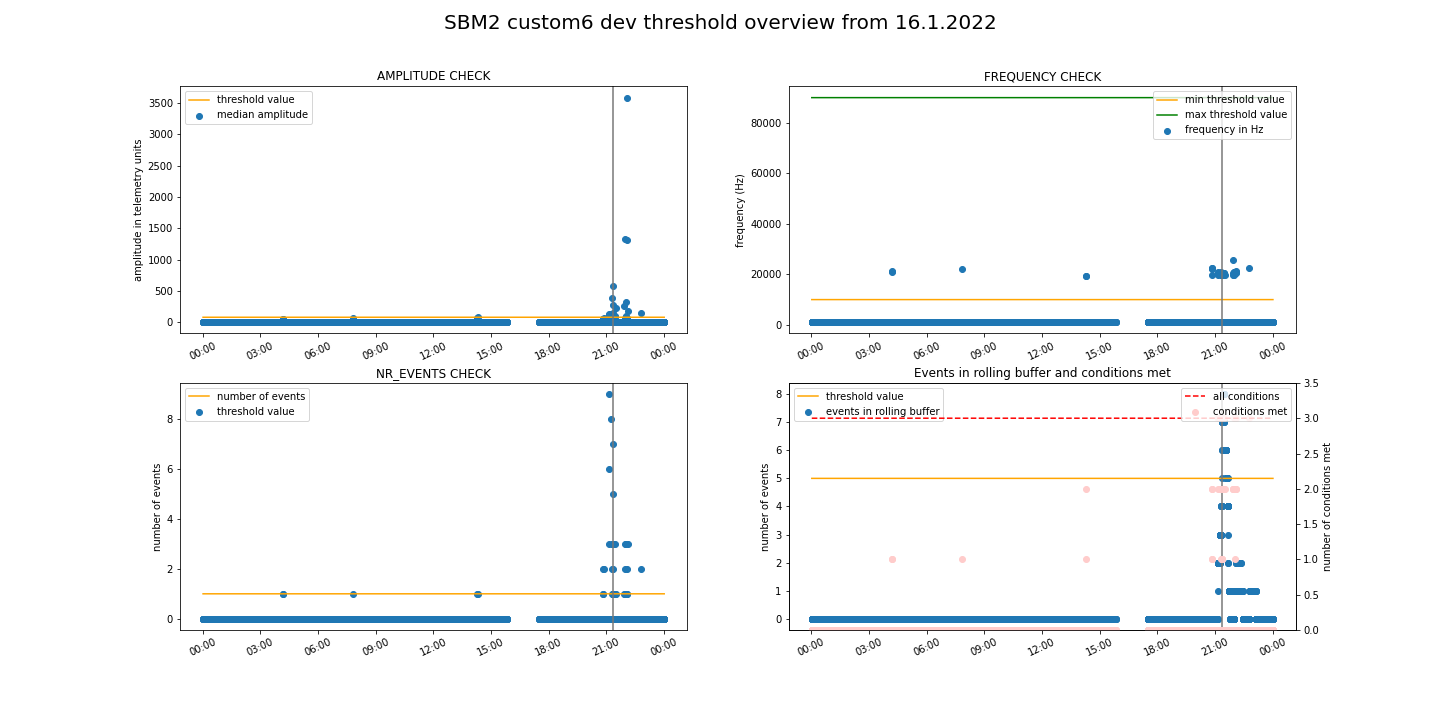 SBM2 custom6 dev threshold overview from 16.1.2022
AMPLITUDE CHECK
threshold value
median amplitude
amplitude in telemetry units
3500
3000
2500
2000
1500
1000
500
0
00:00 03:00 06:00 09:00 12:00 15:00 18:00 21:00 00:00
FREQUENCY CHECK
min threshold value
max threshold value
frequency in Hz
frequency (Hz)
80000
60000
40000
20000
0
00:00 03:00 06:00 09:00 12:00 15:00 18:00 21:00 00:00
NR_EVENTS CHECK
number of events
threshold value
number of events
8
6
4
2
0
00:00 03:00 06:00 09:00 12:00 15:00 18:00 21:00 00:00
Events in rolling buffer and conditions met
threshold value
events in rolling buffer
all conditions
conditions met
number of events
8
7
6
5
4
3
2
1
0
3.5
3.0
2.5
2.0
1.5
1.0
0.5
0.0
number of conditions met
00:00 03:00 06:00 09:00 12:00 15:00 18:00 21:00 00:00